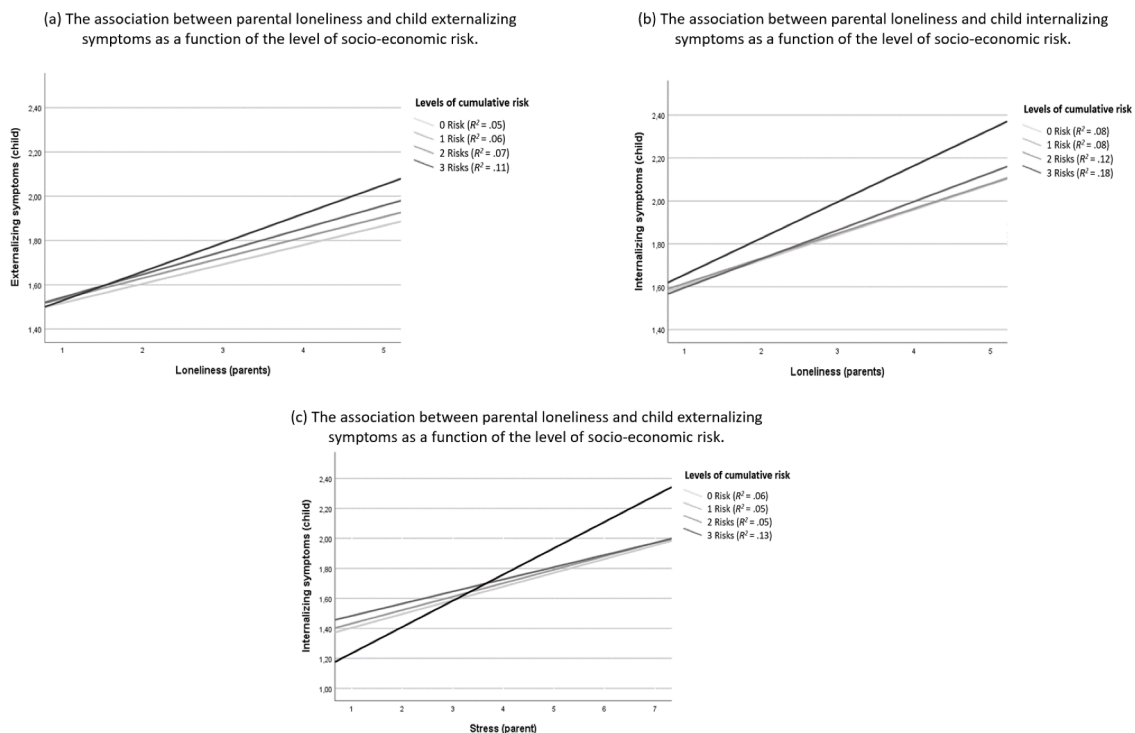 (a) The association between parental loneliness and child externalizing
symptoms as a function of the level of socio-economic risk.
2,40
2,20
2,00
1,80
1,60
1,40
Externalizing symptoms (child)
1 2 3 4 5
Loneliness (parents)
Levels of cumulative risk
0 Risk (R² = .05)
1 Risk (R² = .06)
2 Risks (R² = .07)
3 Risks (R² = .11)
(b) The association between parental loneliness and child internalizing
symptoms as a function of the level of socio-economic risk.
2,40
2,20
2,00
1,80
1,60
1,40
Internalizing symptoms (child)
1 2 3 4 5
Loneliness (parents)
Levels of cumulative risk
0 Risk (R² = .08)
1 Risk (R² = .08)
2 Risks (R² = .12)
3 Risks (R² = .18)
(c) The association between parental loneliness and child externalizing
symptoms as a function of the level of socio-economic risk.
2,40
2,20
2,00
1,80
1,60
1,40
1,20
1,00
Internalizing symptoms (child)
1 2 3 4 5 6 7
Stress (parent)
Levels of cumulative risk
0 Risk (R² = .06)
1 Risk (R² = .05)
2 Risks (R² = .05)
3 Risks (R² = .13)